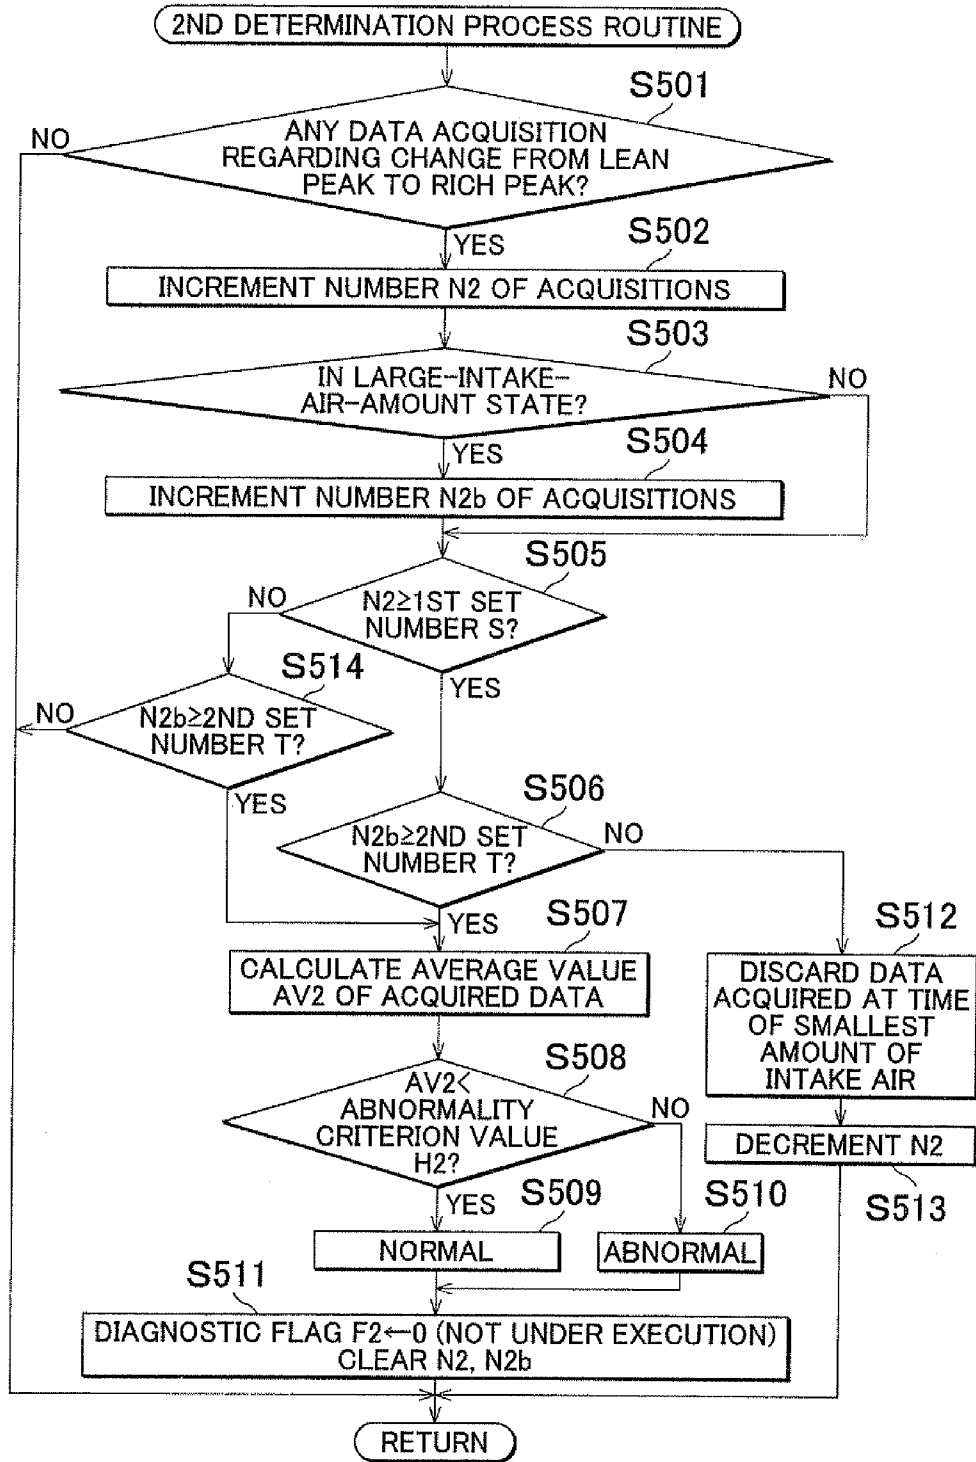 2ND DETERMINATION PROCESS ROUTINE
S501
NO
ANY DATA ACQUISITION
REGARDING CHANGE FROM LEAN
PEAK TO RICH PEAK?
YES
S502
INCREMENT NUMBER N2 OF ACQUISITIONS
S503
IN LARGE-INTAKE-
AIR-AMOUNT STATE?
NO
YES
S504
INCREMENT NUMBER N2b OF ACQUISITIONS
S505
NO
N2≥1ST SET
NUMBER S?
YES
S514
NO
N2b≥2ND SET
NUMBER T?
YES
S506
N2b≥2ND SET
NUMBER T?
NO
YES
S507
CALCULATE AVERAGE VALUE
AV2 OF ACQUIRED DATA
S512
DISCARD DATA
ACQUIRED AT TIME
OF SMALLEST
AMOUNT OF
INTAKE AIR
S508
AV2<
ABNORMALITY
CRITERION VALUE
H2?
NO
YES
DECREMENT N2
S513
S509
NORMAL
S510
ABNORMAL
S511
DIAGNOSTIC FLAG F2←0 (NOT UNDER EXECUTION)
CLEAR N2, N2b
RETURN